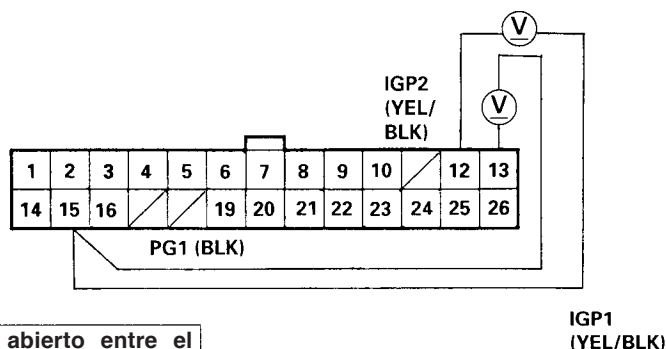 V
IGP2
(YEL/
BLK)
V
1 2 3 4 5 6 7 8 9 10 12 13
14 15 16 19 20 21 22 23 24 25 26
PG1 (BLK)
IGP1
(YEL/BLK)
abierto entre el